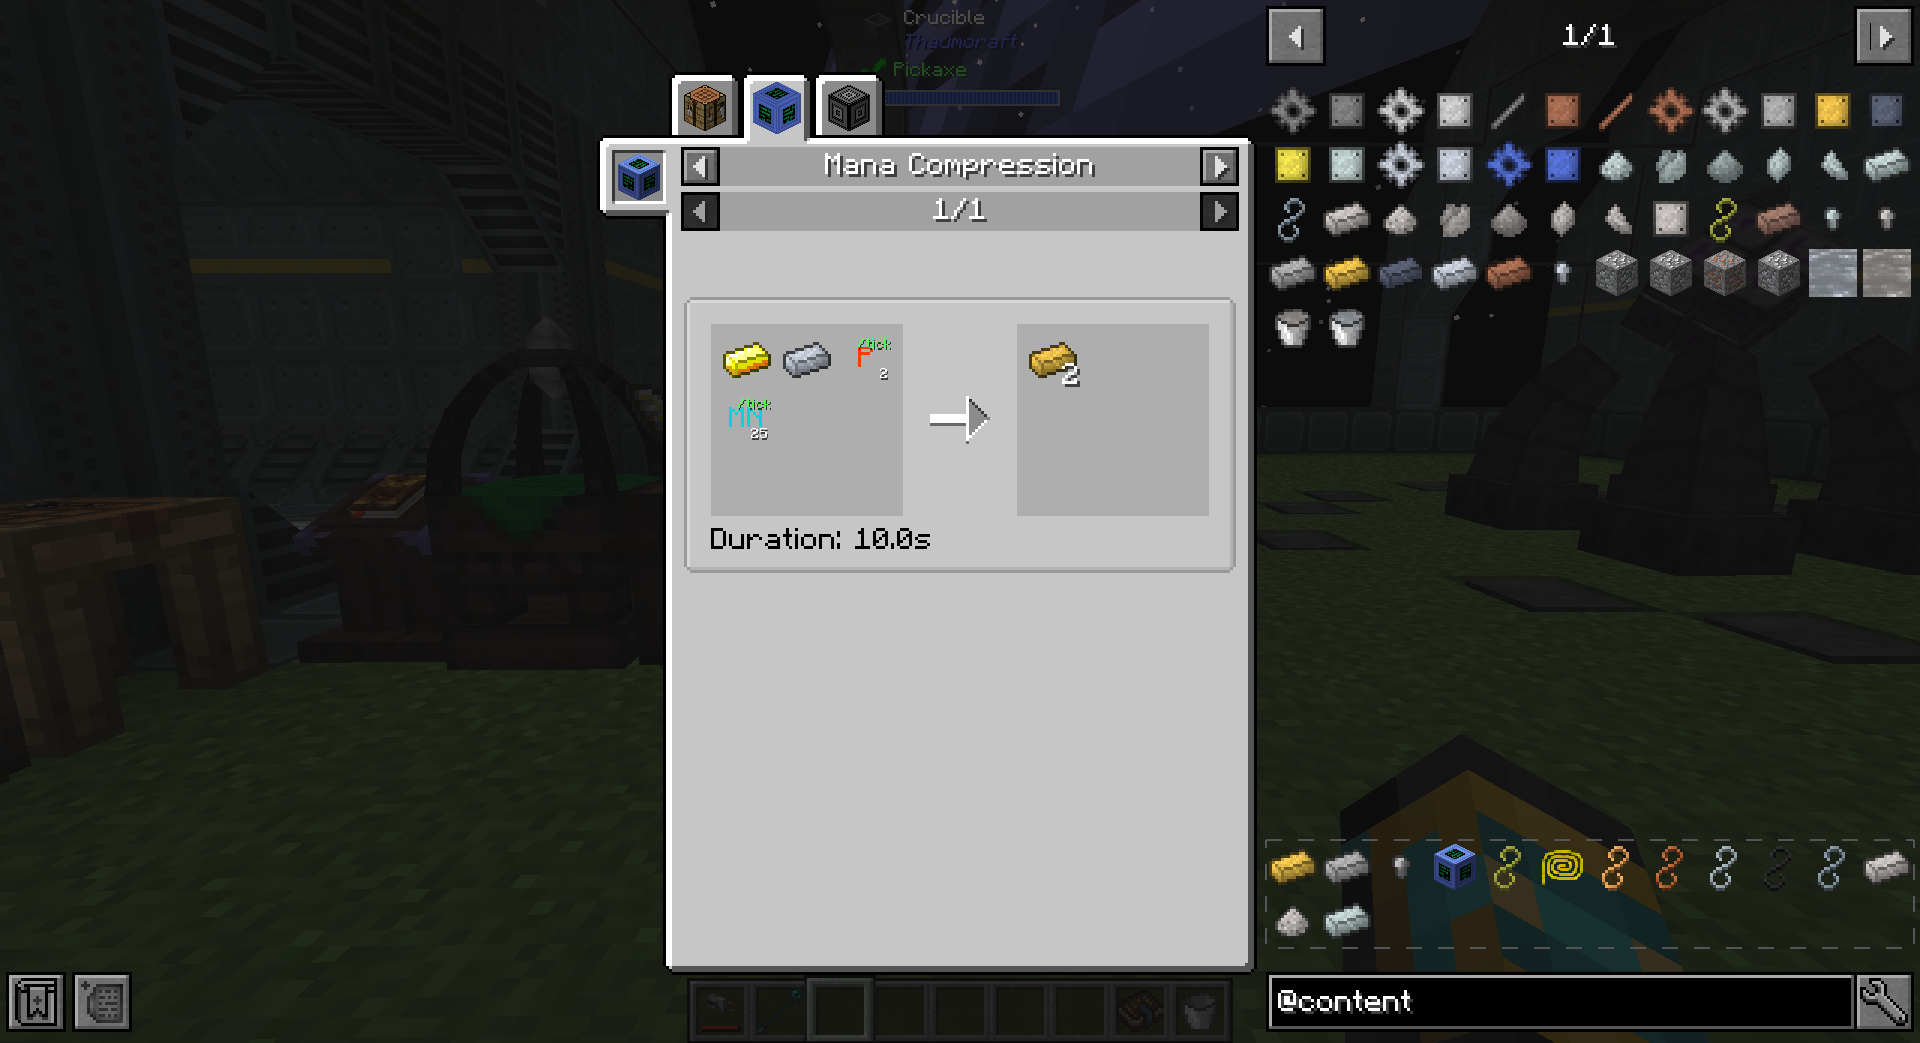 Crucible
Thaumcraft
Pickaxe
1/1
Mana Compression
1/1
/tick
F
2
2
/tick
MN
25
Duration: 10.0s
@content